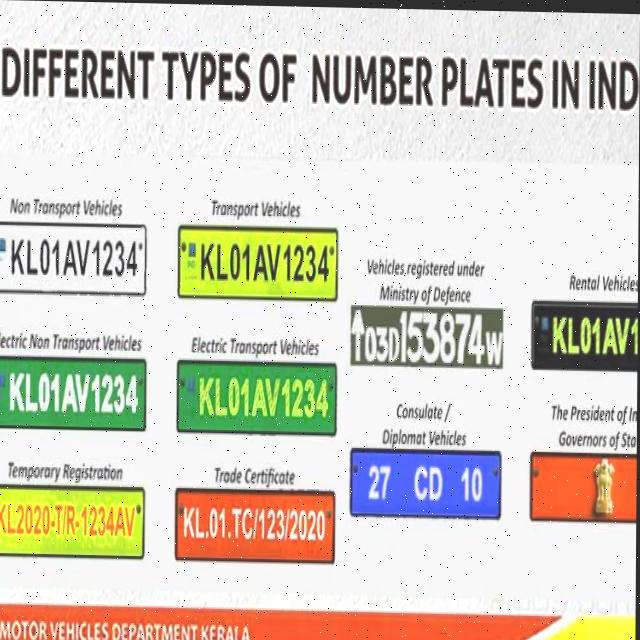 DIFFERENT TYPES OF NUMBER PLATES IN IND
Non Transport Vehicles
KL01AV1234
Transport Vehicles
KL01AV1234
Vehicles registered under
Ministry of Defence
↑03D153874W
Rental Vehicles
KL01AV1
ectric Non Transport Vehicles
KL01AV1234
Electric Transport Vehicles
KL01AV1234
Consulate /
Diplomat Vehicles
27 CD 10
The President of In
Governors of Sta
Temporary Registration
KL2020-T/R-1234AV
Trade Certificate
KL.01.TC/123/2020
MOTOR VEHICLES DEPARTMENT KERALA